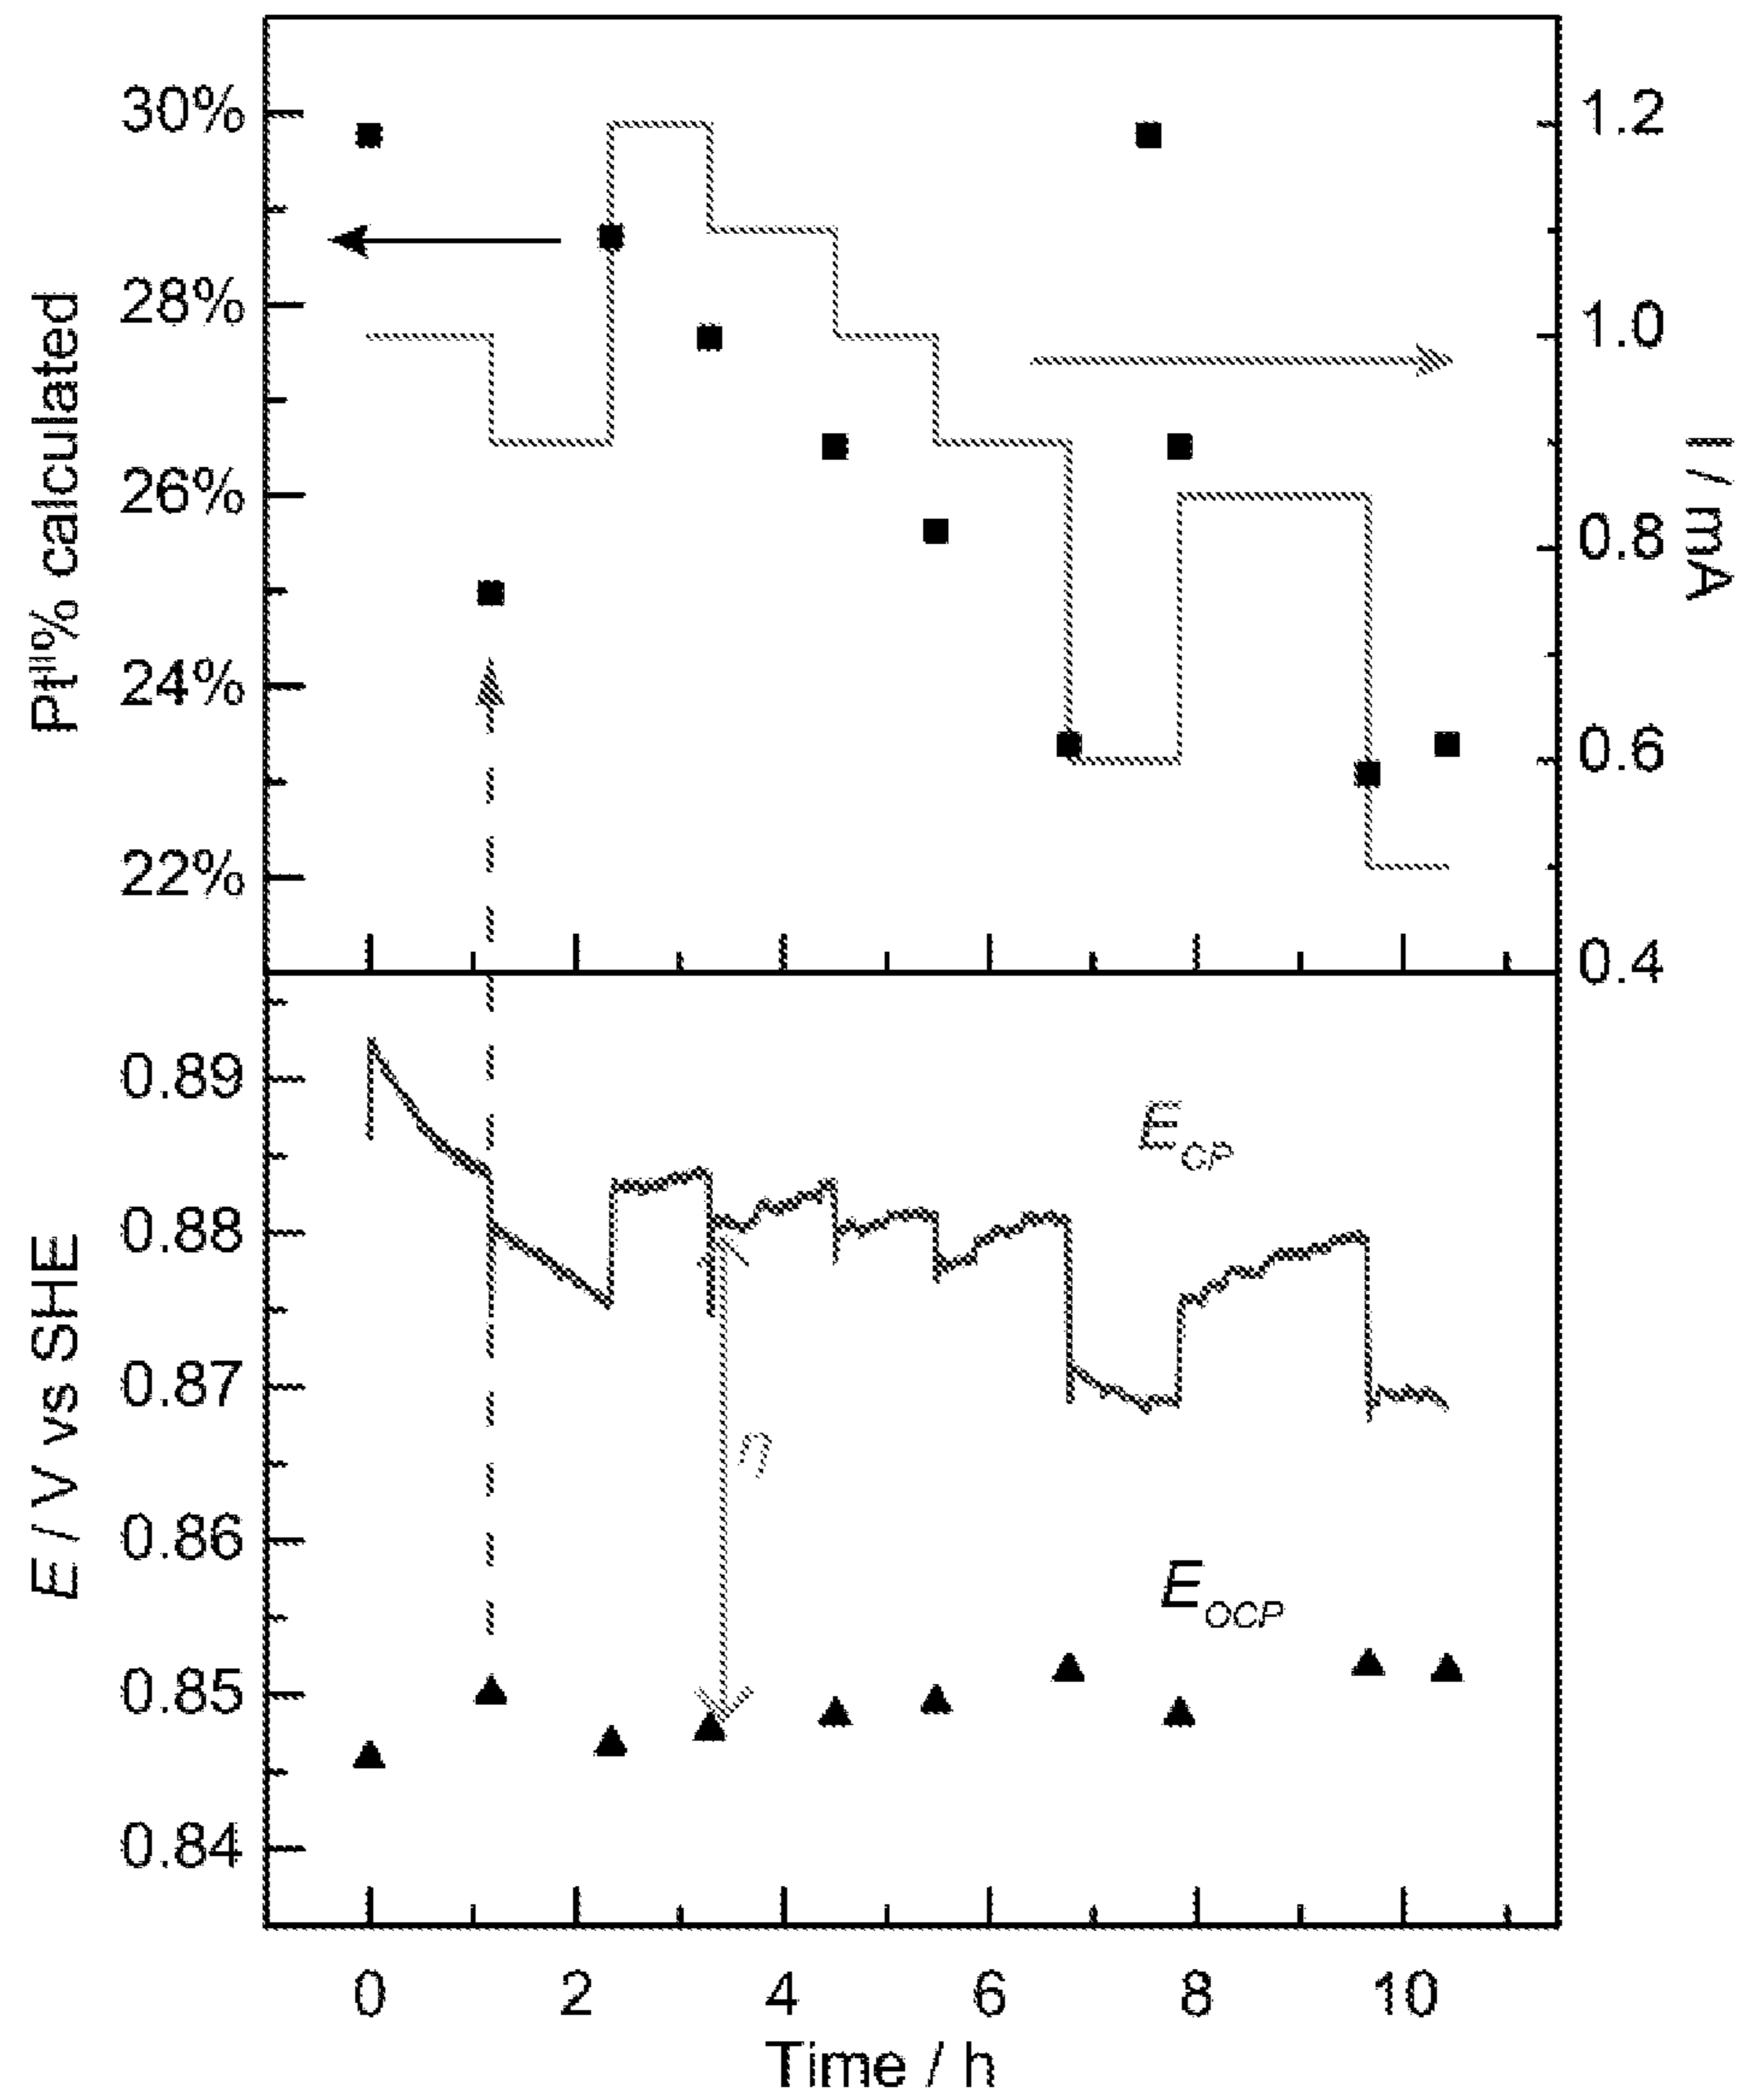 Pt^II% calculated
30%
28%
26%
24%
22%
1.2
1.0
0.8
0.6
0.4
I / mA
E / V vs SHE
0.89
0.88
0.87
0.86
0.85
0.84
E_CP
η
E_OCP
0 2 4 6 8 10
Time / h